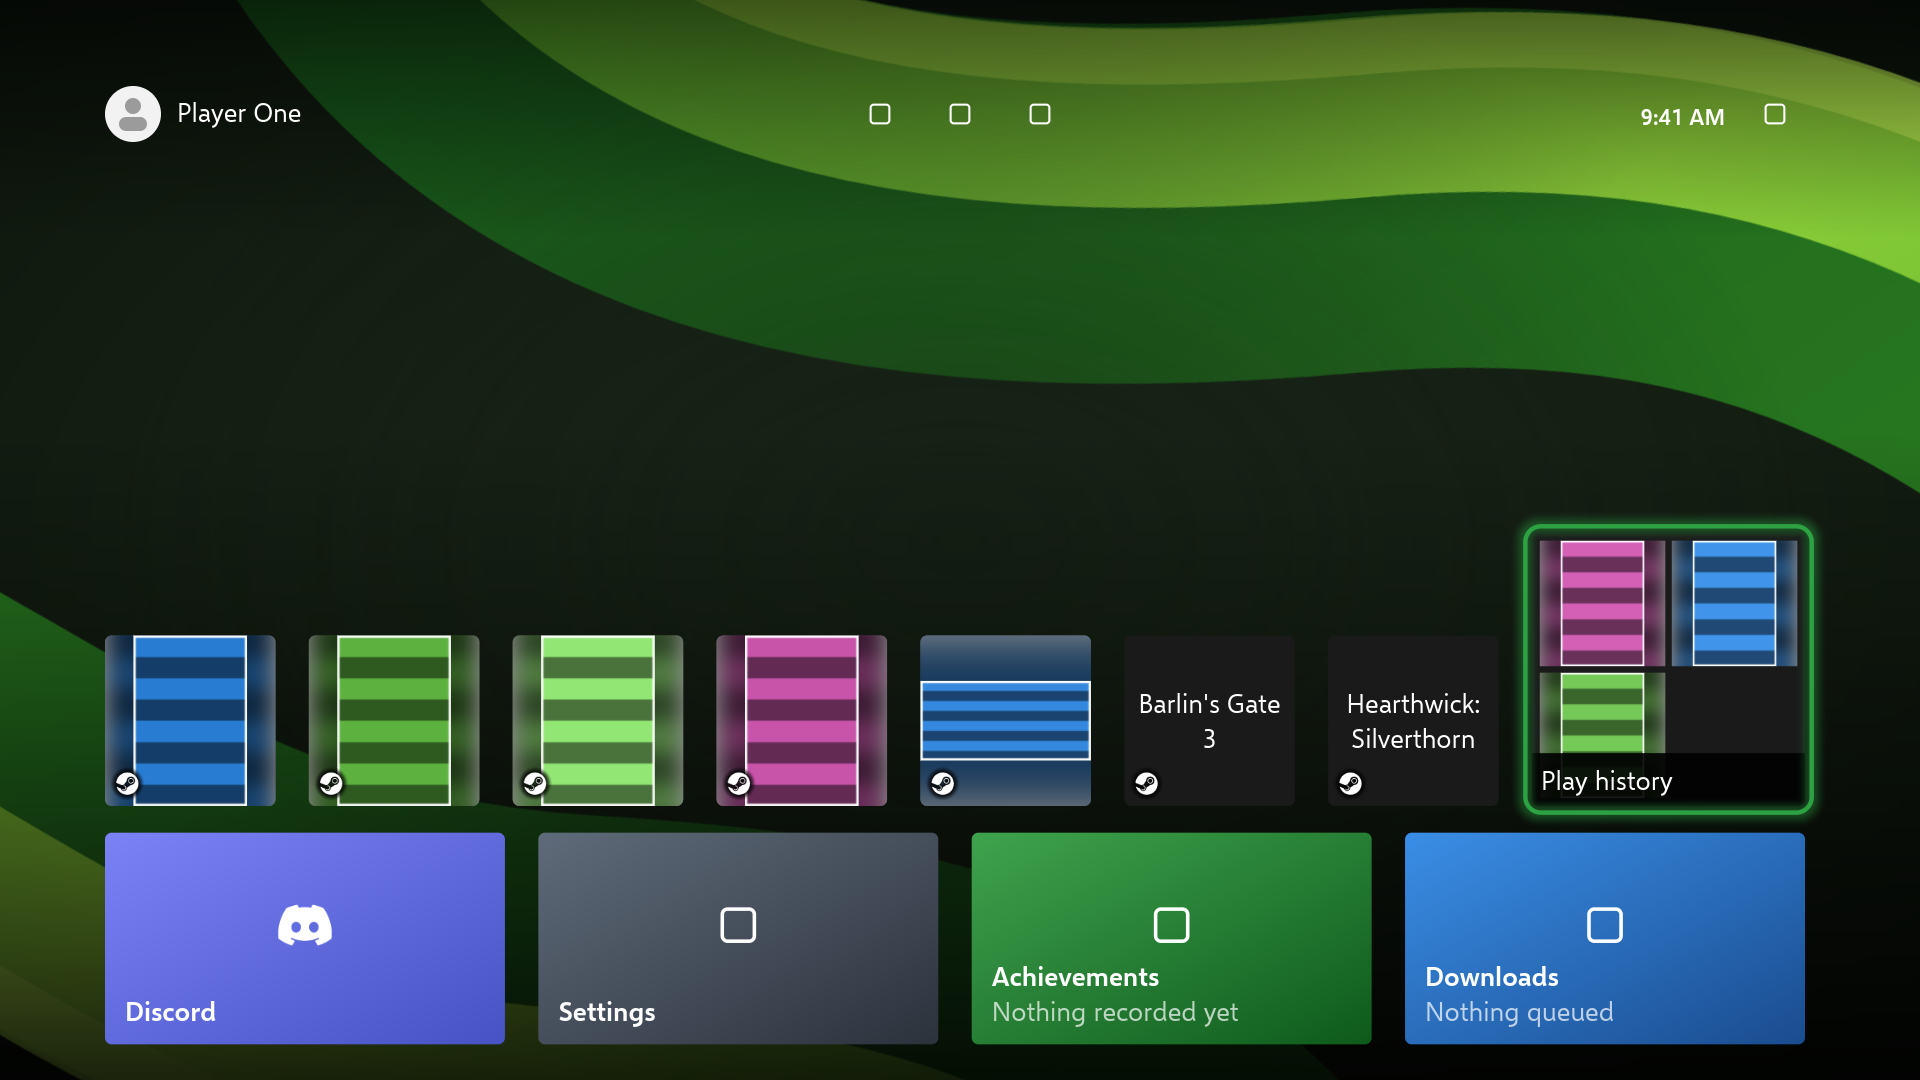 Player One
9:41 AM
Barlin's Gate
3
Hearthwick:
Silverthorn
Play history
Discord
Settings
Achievements
Nothing recorded yet
Downloads
Nothing queued